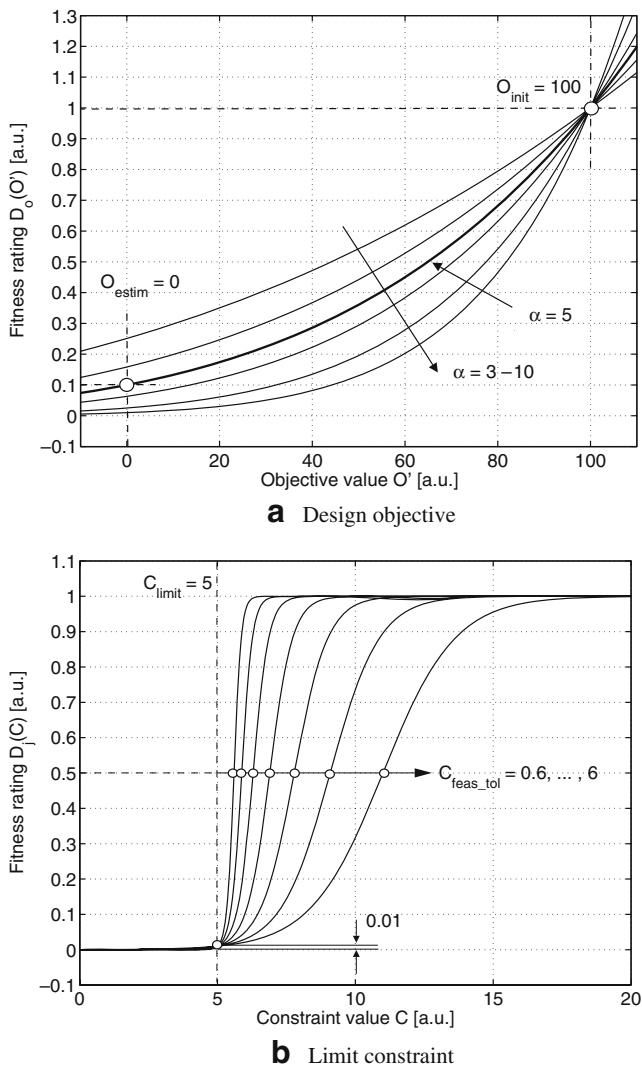 1.3
1.2
1.1
1
0.9
0.8
0.7
0.6
0.5
0.4
0.3
0.2
0.1
0
−0.1
Fitness rating D_o(O') [a.u.]
O_init = 100
O_estim = 0
α = 5
α = 3 – 10
0 20 40 60 80 100
Objective value O' [a.u.]
a Design objective
1.1
1
0.9
0.8
0.7
0.6
0.5
0.4
0.3
0.2
0.1
0
−0.1
Fitness rating D_j(C) [a.u.]
C_limit = 5
C_feas_tol = 0.6, ... , 6
0.01
0 5 10 15 20
Constraint value C [a.u.]
b Limit constraint